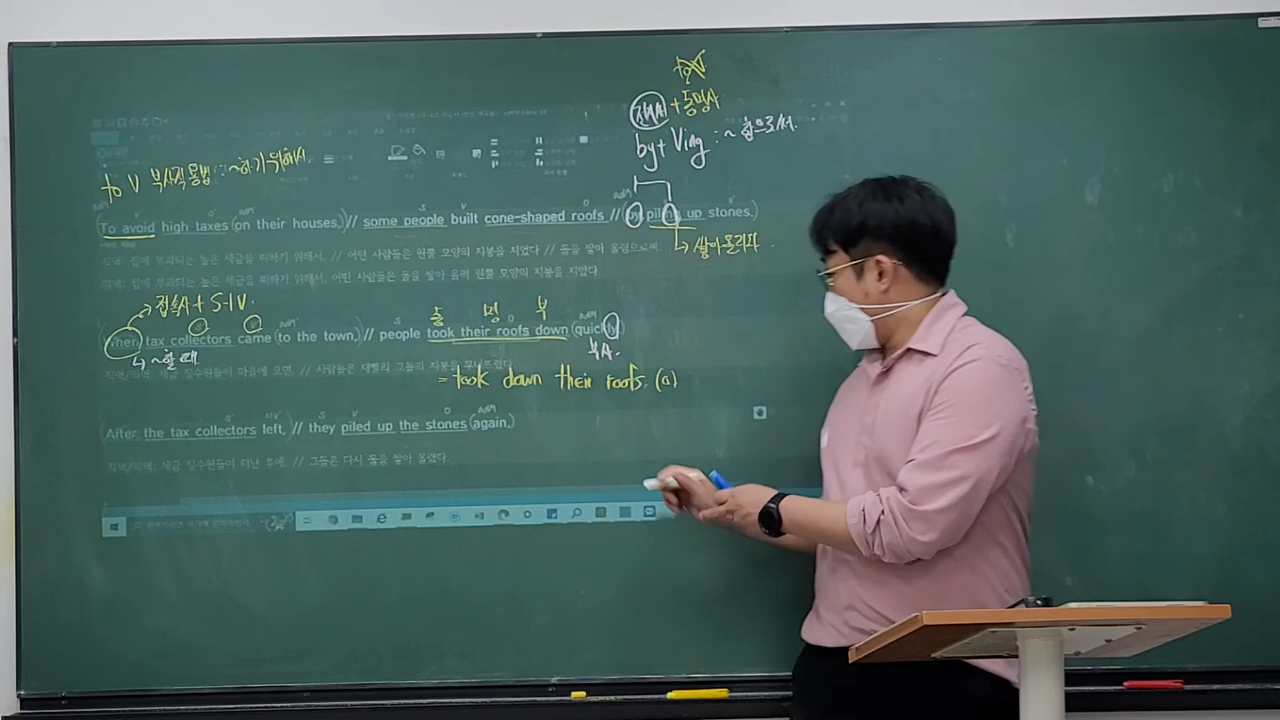 전치사 + 동명사
by + Ving : ~함으로써.
to V 부사적 용법 : ~하기 위해서.
(To avoid high taxes (on their houses,)// some people built cone-shaped roofs // (by piling up stones.)
→ 쌓아 올리다
직역: 집에 부과되는 높은 세금을 피하기 위해서, // 어떤 사람들은 원뿔 모양의 지붕을 지었다 // 돌을 쌓아 올림으로써
의역: 집에 부과되는 높은 세금을 피하기 위해서, 어떤 사람들은 돌을 쌓아 올려 원뿔 모양의 지붕을 지었다
→ 접속사 + S + V.
동 명 부
(When tax collectors came (to the town,)// people took their roofs down (quickly)
→ ~할 때
부사.
직역/의역: 세금 징수원들이 마을에 오면, // 사람들은 재빨리 그들의 지붕을 무너뜨렸다
= took down their roofs. (o)
(After the tax collectors left,) // they piled up the stones (again.)
직역/의역: 세금 징수원들이 떠난 후에, // 그들은 다시 돌을 쌓아 올렸다.